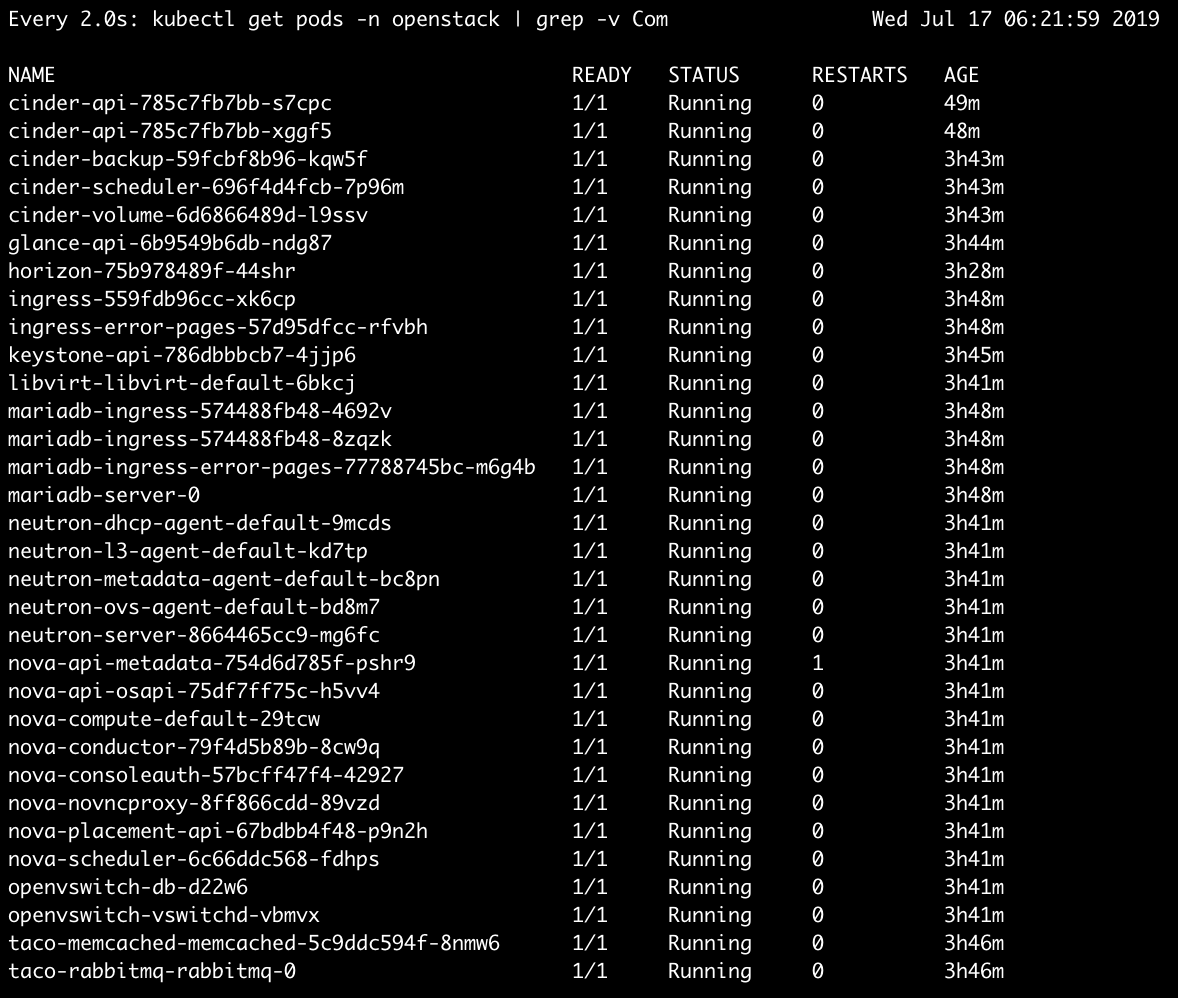 Every 2.0s: kubectl get pods -n openstack | grep -v Com                 Wed Jul 17 06:21:59 2019
NAME                                           READY   STATUS      RESTARTS   AGE
cinder-api-785c7fb7bb-s7cpc                    1/1     Running     0          49m
cinder-api-785c7fb7bb-xggf5                    1/1     Running     0          48m
cinder-backup-59fcbf8b96-kqw5f                 1/1     Running     0          3h43m
cinder-scheduler-696f4d4fcb-7p96m              1/1     Running     0          3h43m
cinder-volume-6d6866489d-l9ssv                 1/1     Running     0          3h43m
glance-api-6b9549b6db-ndg87                    1/1     Running     0          3h44m
horizon-75b978489f-44shr                       1/1     Running     0          3h28m
ingress-559fdb96cc-xk6cp                       1/1     Running     0          3h48m
ingress-error-pages-57d95dfcc-rfvbh            1/1     Running     0          3h48m
keystone-api-786dbbbcb7-4jjp6                  1/1     Running     0          3h45m
libvirt-libvirt-default-6bkcj                  1/1     Running     0          3h41m
mariadb-ingress-574488fb48-4692v               1/1     Running     0          3h48m
mariadb-ingress-574488fb48-8zqzk               1/1     Running     0          3h48m
mariadb-ingress-error-pages-77788745bc-m6g4b   1/1     Running     0          3h48m
mariadb-server-0                               1/1     Running     0          3h48m
neutron-dhcp-agent-default-9mcds               1/1     Running     0          3h41m
neutron-l3-agent-default-kd7tp                 1/1     Running     0          3h41m
neutron-metadata-agent-default-bc8pn           1/1     Running     0          3h41m
neutron-ovs-agent-default-bd8m7                1/1     Running     0          3h41m
neutron-server-8664465cc9-mg6fc                1/1     Running     0          3h41m
nova-api-metadata-754d6d785f-pshr9             1/1     Running     1          3h41m
nova-api-osapi-75df7ff75c-h5vv4                1/1     Running     0          3h41m
nova-compute-default-29tcw                     1/1     Running     0          3h41m
nova-conductor-79f4d5b89b-8cw9q                1/1     Running     0          3h41m
nova-consoleauth-57bcff47f4-42927              1/1     Running     0          3h41m
nova-novncproxy-8ff866cdd-89vzd                1/1     Running     0          3h41m
nova-placement-api-67bdbb4f48-p9n2h            1/1     Running     0          3h41m
nova-scheduler-6c66ddc568-fdhps                1/1     Running     0          3h41m
openvswitch-db-d22w6                           1/1     Running     0          3h41m
openvswitch-vswitchd-vbmvx                     1/1     Running     0          3h41m
taco-memcached-memcached-5c9ddc594f-8nmw6      1/1     Running     0          3h46m
taco-rabbitmq-rabbitmq-0                       1/1     Running     0          3h46m